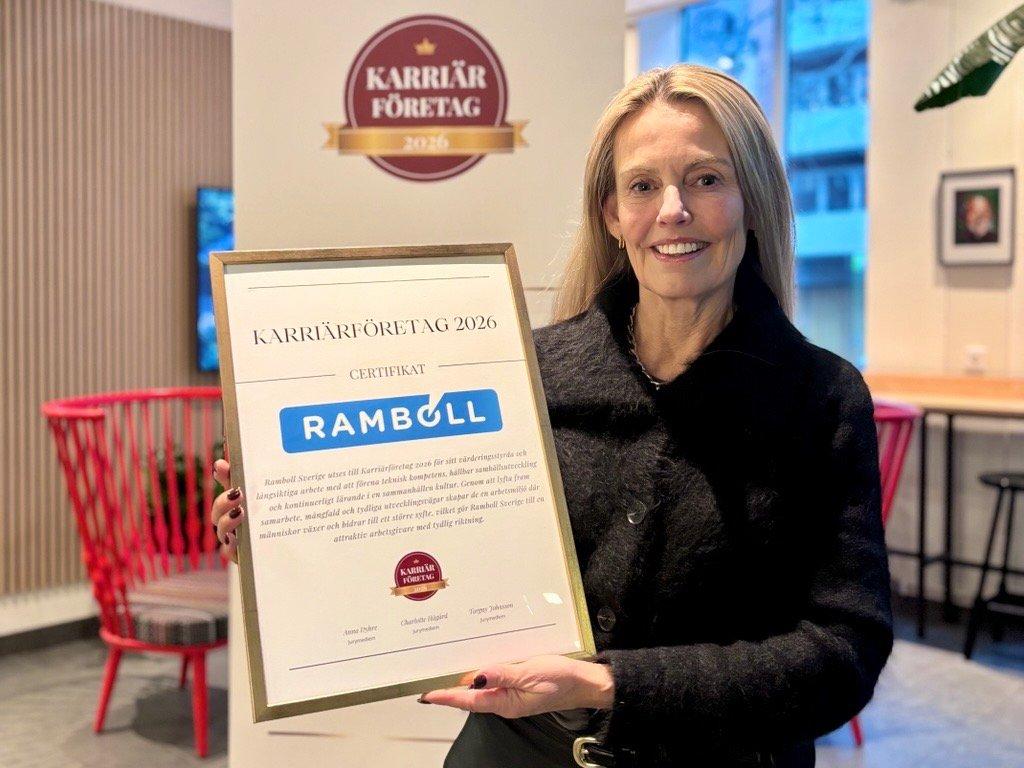 KARRIÄR
FÖRETAG
2026
KARRIÄRFÖRETAG 2026
CERTIFIKAT
RAMBOLL
Ramboll Sverige utses till Karriärföretag 2026 för sitt värderingsstyrda och
långsiktiga arbete med att förena teknisk kompetens, hållbar samhällsutveckling
och kontinuerligt lärande i en sammanhållen kultur. Genom att lyfta fram
samarbete, mångfald och tydliga utvecklingsvägar skapar de en arbetsmiljö där
människor växer och bidrar till ett större syfte, vilket gör Ramboll Sverige till en
attraktiv arbetsgivare med tydlig riktning.
KARRIÄR
FÖRETAG
Anna Dyhre Charlotte Hågård Torgny Johnsson
Jurymedlem Jurymedlem Jurymedlem